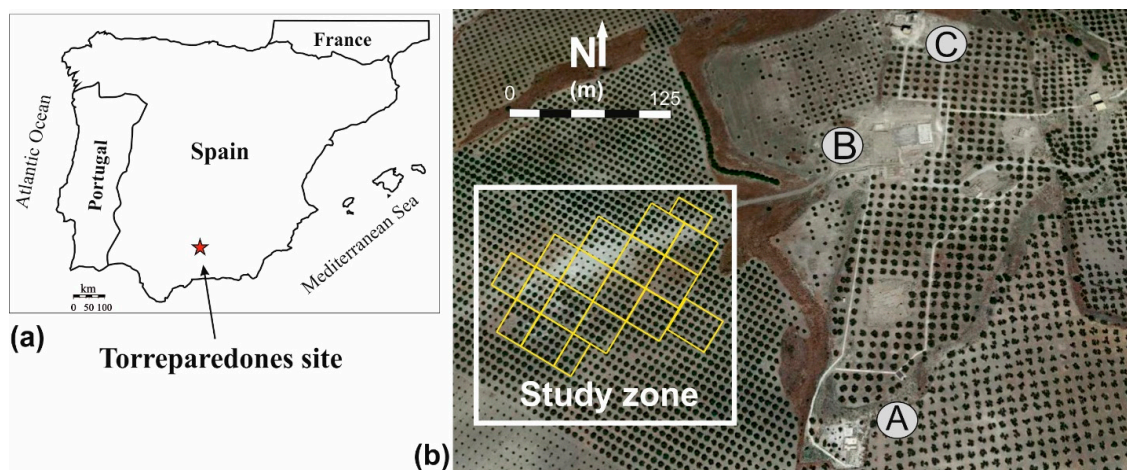 France
Atlantic Ocean
Portugal
Spain
Mediterranean Sea
km
0 50 100
(a)
Torreparedones site
N
(m)
0 125
C
B
Study zone
A
(b)